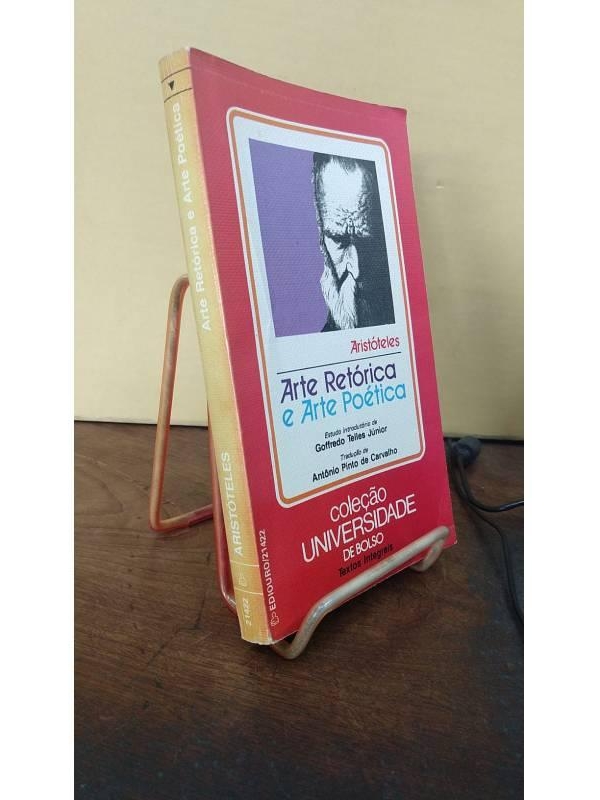 Arte Retórica e Arte Poética
ARISTÓTELES
21422
Aristóteles
Arte Retórica
e Arte Poética
Estudo introdutório de
Goffredo Telles Júnior
Tradução de
Antônio Pinto de Carvalho
coleção
UNIVERSIDADE
DE BOLSO
Textos integrais
EDIOURO/21422